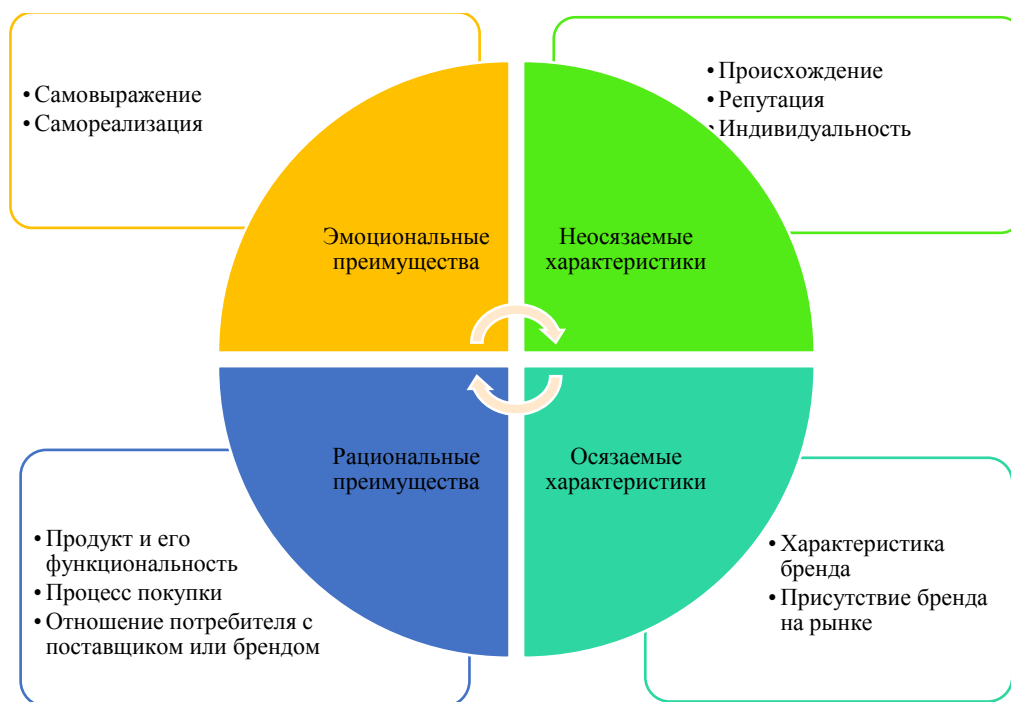 • Самовыражение
• Самореализация
• Происхождение
• Репутация
• Индивидуальность
Эмоциональные
преимущества
Неосязаемые
характеристики
Рациональные
преимущества
Осязаемые
характеристики
• Продукт и его
функциональность
• Процесс покупки
• Отношение потребителя с
поставщиком или брендом
• Характеристика
бренда
• Присутствие бренда
на рынке